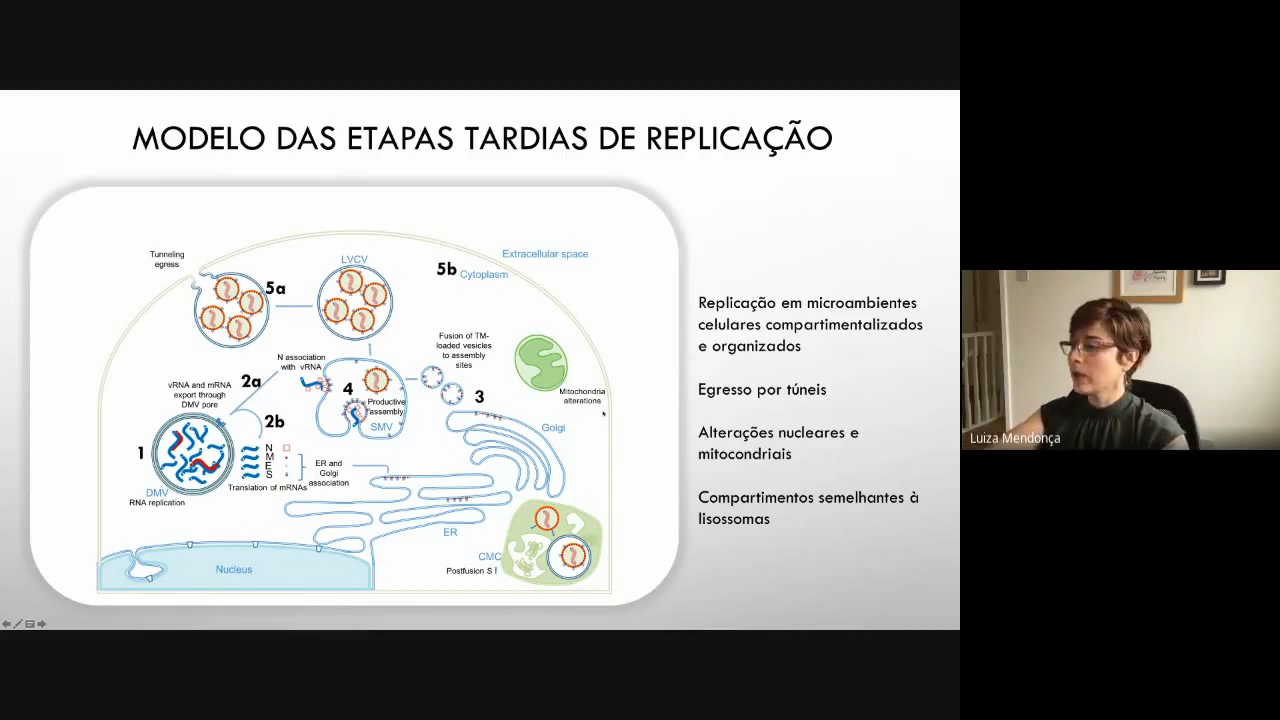 MODELO DAS ETAPAS TARDIAS DE REPLICAÇÃO
Tunneling
egress
5a
LVCV
5b
Cytoplasm
Extracellular space
Fusion of TM-
loaded vesicles
to assembly
sites
N association
with vRNA
2a
vRNA and mRNA
export through
DMV pore
4
Productive
assembly
SMV
3
Mitochondria
alterations
2b
Golgi
1
N
M
E
S
ER and
Golgi
association
DMV
RNA replication
Translation of mRNAs
ER
CMC
Postfusion S
Nucleus
Replicação em microambientes
celulares compartimentalizados
e organizados
Egresso por túneis
Alterações nucleares e
mitocondriais
Compartimentos semelhantes à
lisossomas
Luiza Mendonça